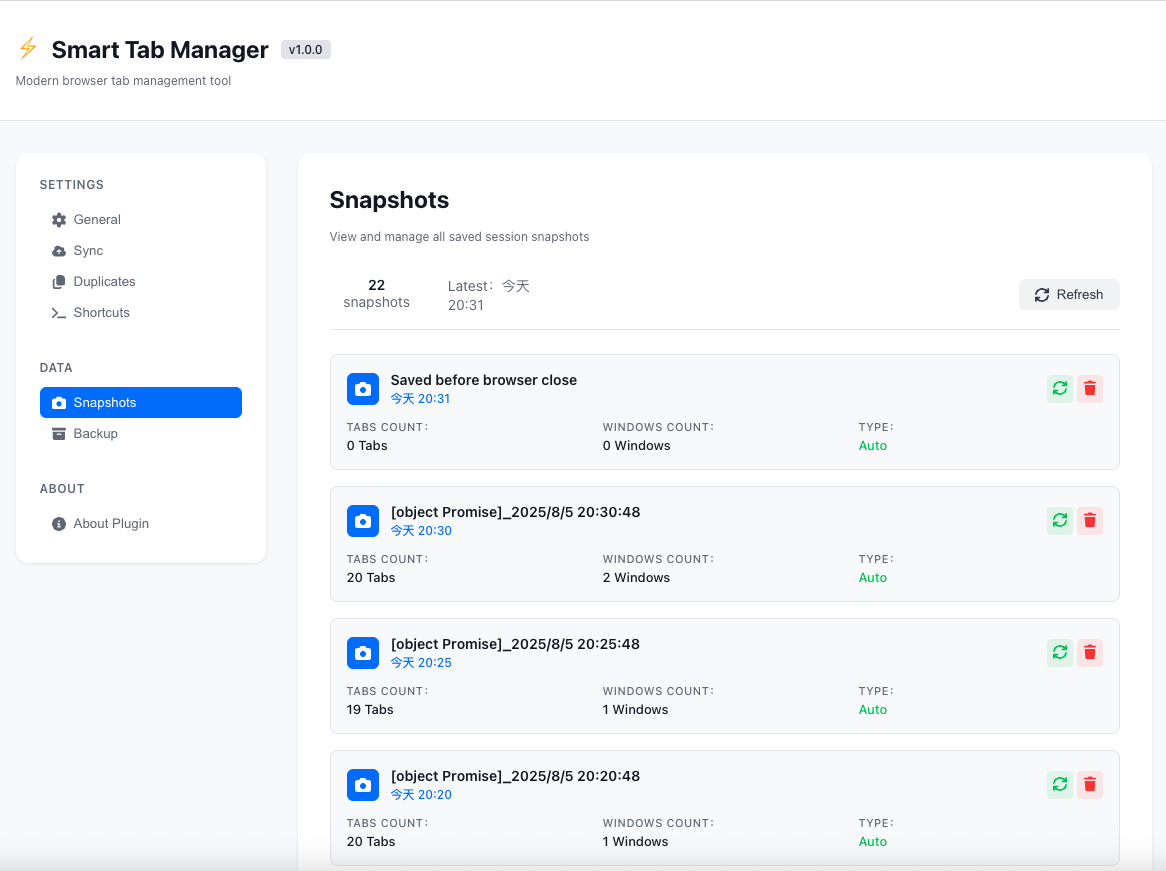 ⚡ Smart Tab Manager v1.0.0
Modern browser tab management tool
SETTINGS
General
Sync
Duplicates
Shortcuts
DATA
Snapshots
Backup
ABOUT
About Plugin
Snapshots
View and manage all saved session snapshots
22
snapshots
Latest：今天
20:31
Refresh
Saved before browser close
今天 20:31
TABS COUNT:
0 Tabs
WINDOWS COUNT:
0 Windows
TYPE:
Auto
[object Promise]_2025/8/5 20:30:48
今天 20:30
TABS COUNT:
20 Tabs
WINDOWS COUNT:
2 Windows
TYPE:
Auto
[object Promise]_2025/8/5 20:25:48
今天 20:25
TABS COUNT:
19 Tabs
WINDOWS COUNT:
1 Windows
TYPE:
Auto
[object Promise]_2025/8/5 20:20:48
今天 20:20
TABS COUNT:
20 Tabs
WINDOWS COUNT:
1 Windows
TYPE:
Auto